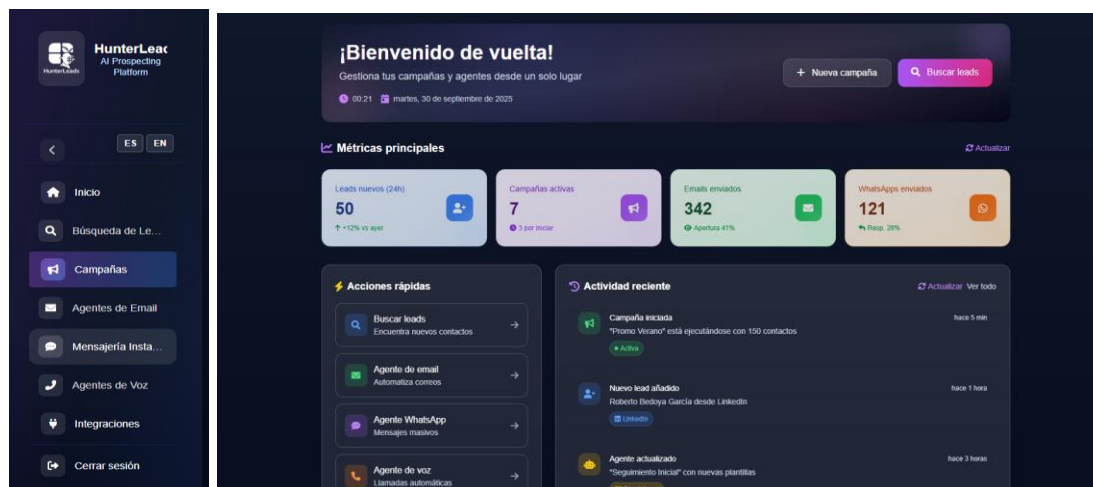 HunterLeads
HunterLeac
AI Prospecting
Platform
ES EN
Inicio
Búsqueda de Le...
Campañas
Agentes de Email
Mensajería Insta...
Agentes de Voz
Integraciones
Cerrar sesión
¡Bienvenido de vuelta!
Gestiona tus campañas y agentes desde un solo lugar
00:21 martes, 30 de septiembre de 2025
+ Nueva campaña
Buscar leads
Métricas principales
Actualizar
Leads nuevos (24h)
50
↑ +12% vs ayer
Campañas activas
7
3 por iniciar
Emails enviados
342
Apertura 41%
WhatsApps enviados
121
Resp. 28%
Acciones rápidas
Buscar leads
Encuentra nuevos contactos
Agente de email
Automatiza correos
Agente WhatsApp
Mensajes masivos
Agente de voz
Llamadas automáticas
Actividad reciente
Actualizar Ver todo
Campaña iniciada
hace 5 min
"Promo Verano" está ejecutándose con 150 contactos
Activa
Nuevo lead añadido
hace 1 hora
Roberto Bedoya García desde LinkedIn
LinkedIn
Agente actualizado
hace 3 horas
"Seguimiento Inicial" con nuevas plantillas